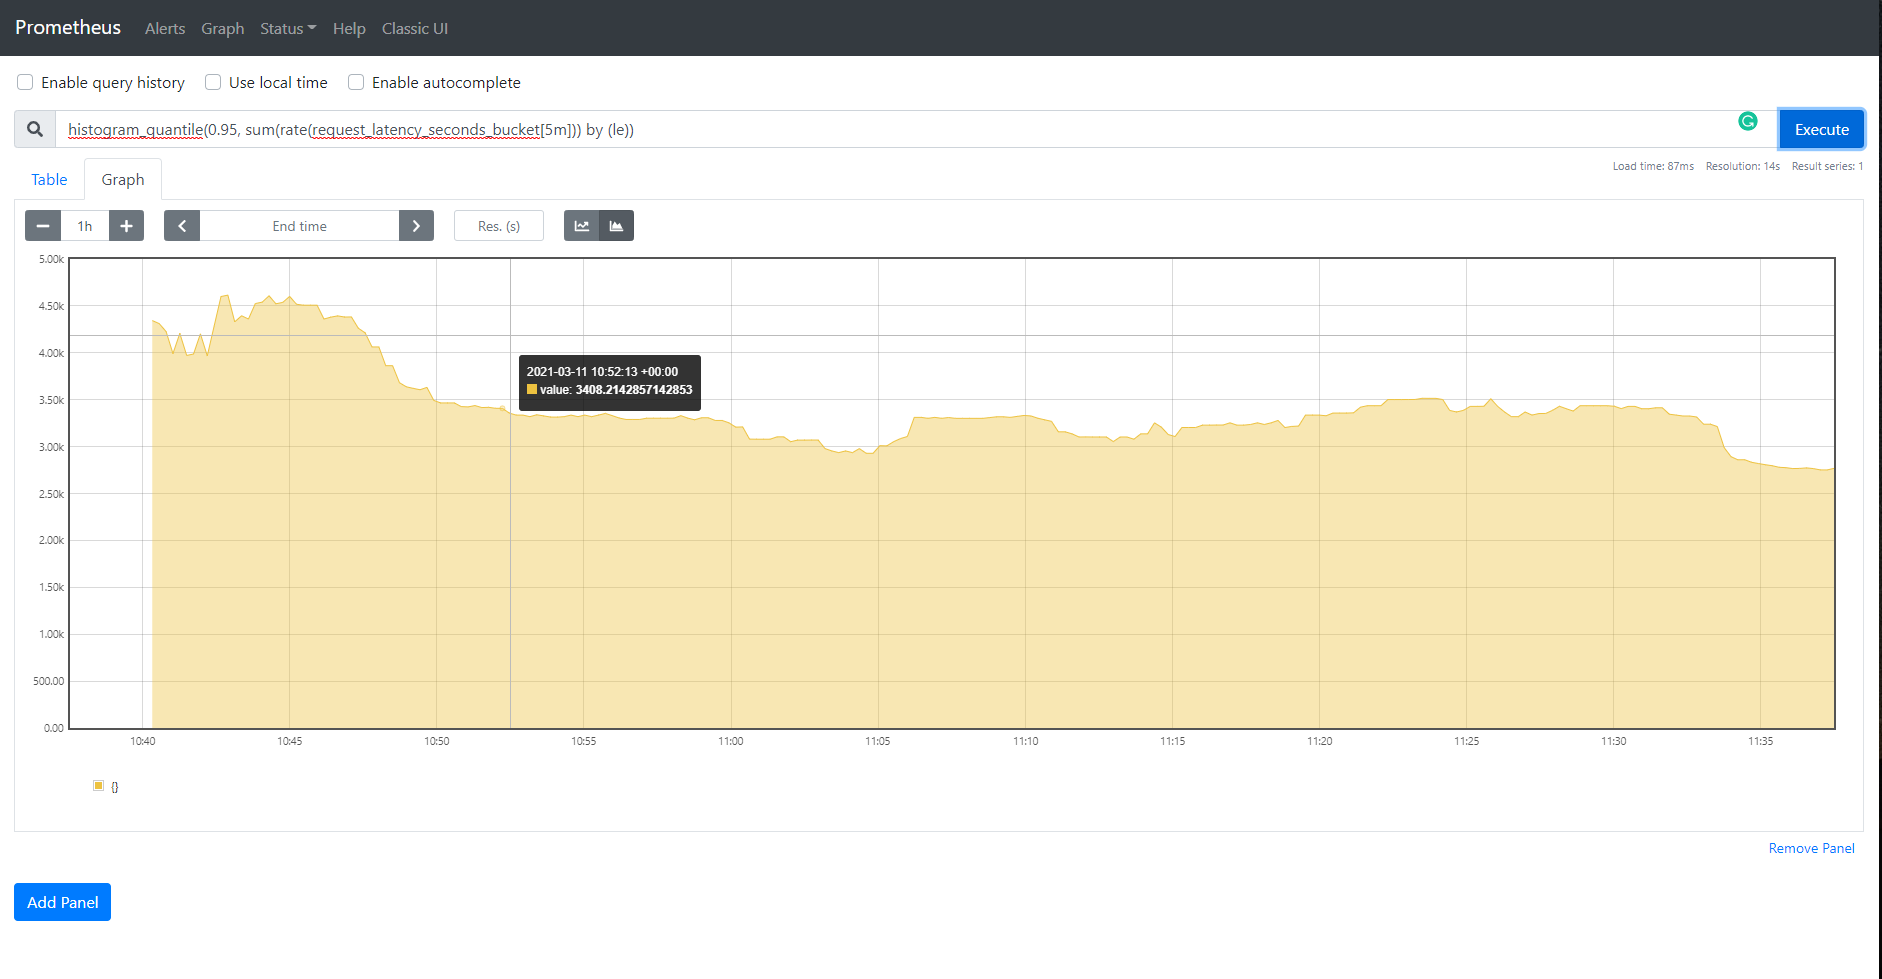 Prometheus Alerts Graph Status Help Classic UI
Enable query history Use local time Enable autocomplete
histogram_quantile(0.95, sum(rate(request_latency_seconds_bucket[5m])) by (le))
Execute
Load time: 87ms Resolution: 14s Result series: 1
Table Graph
1h End time Res. (s)
5.00k
4.50k
4.00k
3.50k
3.00k
2.50k
2.00k
1.50k
1.00k
500.00
0.00
2021-03-11 10:52:13 +00:00
value: 3408.2142857142853
10:40 10:45 10:50 10:55 11:00 11:05 11:10 11:15 11:20 11:25 11:30 11:35
{}
Remove Panel
Add Panel